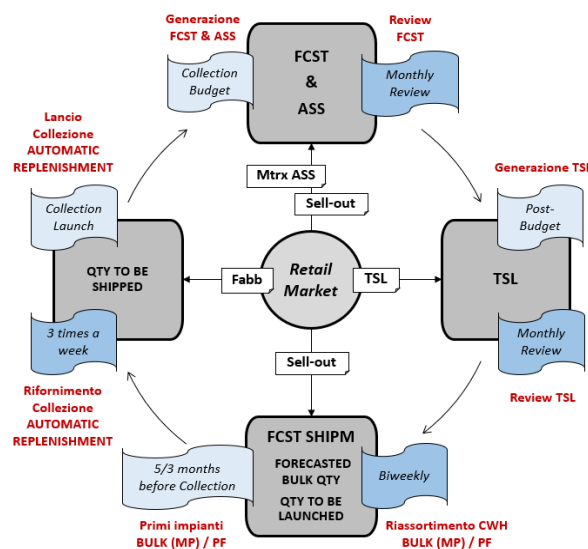 Generazione
FCST & ASS
Review
FCST
Collection
Budget
FCST
&
ASS
Monthly
Review
Lancio
Collezione
AUTOMATIC
REPLENISHMENT
Mtrx ASS
Sell-out
Generazione TSL
Collection
Launch
Post-
Budget
QTY TO BE
SHIPPED
Fabb
Retail
Market
TSL
TSL
3 times a
week
Monthly
Review
Sell-out
Rifornimento
Collezione
AUTOMATIC
REPLENISHMENT
Review TSL
FCST SHIPM
FORECASTED
BULK QTY
QTY TO BE
LAUNCHED
5/3 months
before Collection
Biweekly
Primi impianti
BULK (MP) / PF
Riassortimento CWH
BULK (MP) / PF